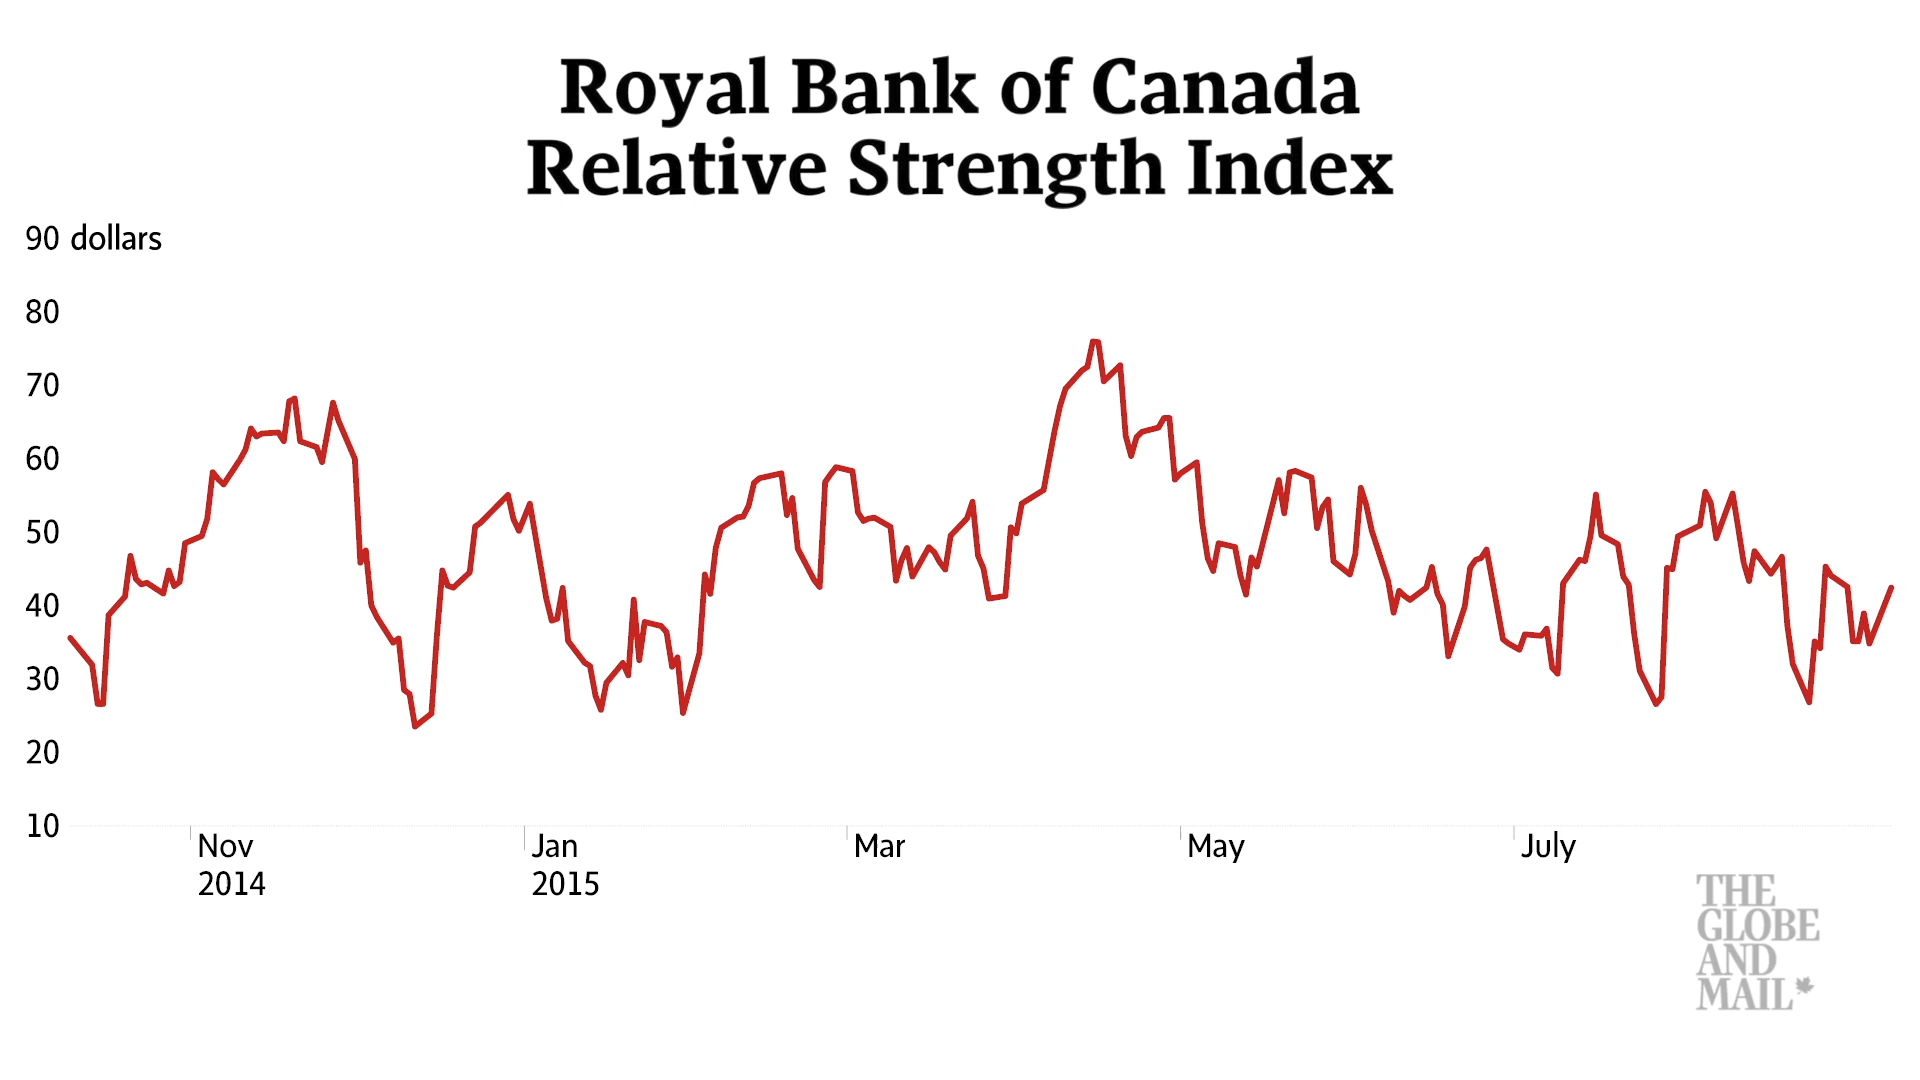 Royal Bank of Canada
Relative Strength Index
90 dollars
80
70
60
50
40
30
20
10
Nov
2014
Jan
2015
Mar
May
July
THE
GLOBE
AND
MAIL